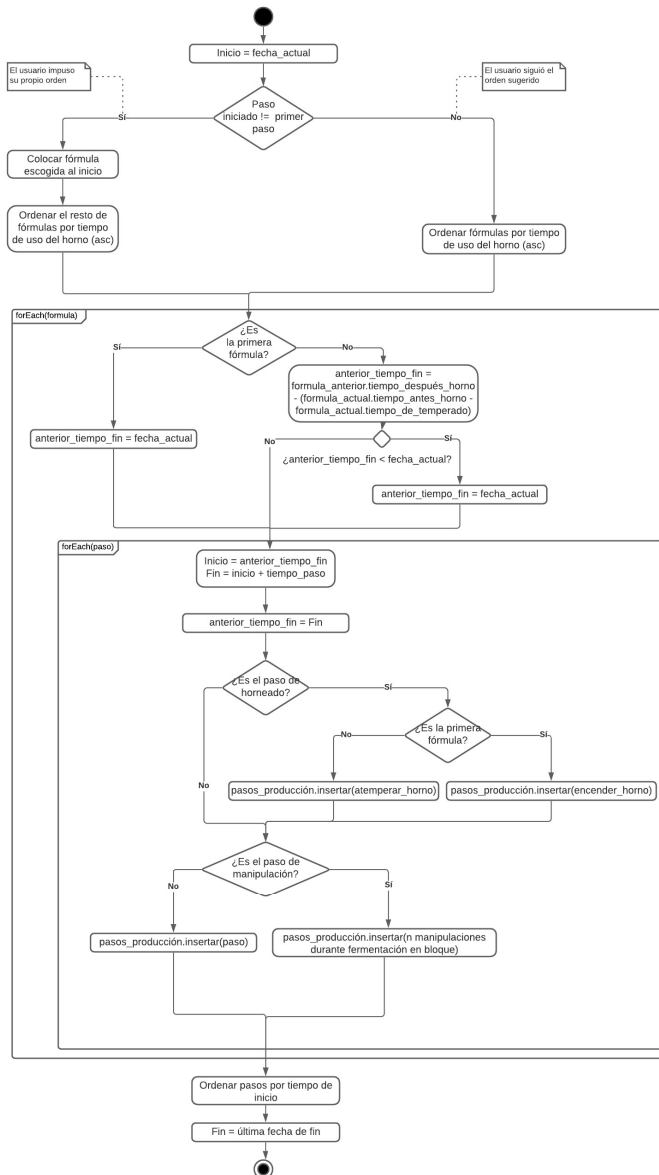 Inicio = fecha_actual
El usuario impuso
su propio orden
El usuario siguió el
orden sugerido
Paso
iniciado != primer
paso
Sí
No
Colocar fórmula
escogida al inicio
Ordenar el resto de
fórmulas por tiempo
de uso del horno (asc)
Ordenar fórmulas por tiempo
de uso del horno (asc)
forEach(formula)
¿Es
la primera
fórmula?
Sí
No
anterior_tiempo_fin =
formula_anterior.tiempo_después_horno
- (formula_actual.tiempo_antes_horno -
formula_actual.tiempo_de_temperado)
anterior_tiempo_fin = fecha_actual
No
Sí
¿anterior_tiempo_fin < fecha_actual?
anterior_tiempo_fin = fecha_actual
forEach(paso)
Inicio = anterior_tiempo_fin
Fin = inicio + tiempo_paso
anterior_tiempo_fin = Fin
¿Es el paso de
horneado?
Sí
No
¿Es la primera
fórmula?
No
Sí
pasos_producción.insertar(atemperar_horno)
pasos_producción.insertar(encender_horno)
¿Es el paso de
manipulación?
No
Sí
pasos_producción.insertar(paso)
pasos_producción.insertar(n manipulaciones
durante fermentación en bloque)
Ordenar pasos por tiempo de
inicio
Fin = última fecha de fin